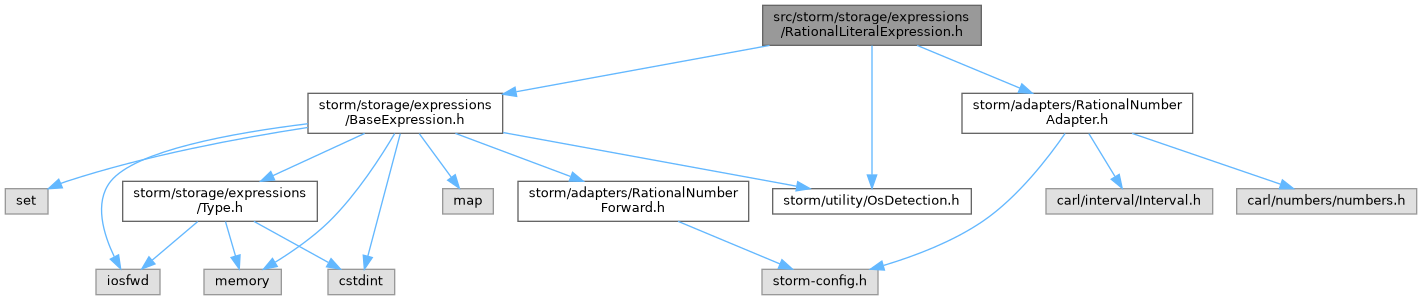 src/storm/storage/expressions
/RationalLiteralExpression.h
storm/storage/expressions
/BaseExpression.h
storm/adapters/RationalNumber
Adapter.h
set
storm/storage/expressions
/Type.h
map
storm/adapters/RationalNumber
Forward.h
storm/utility/OsDetection.h
carl/interval/Interval.h
carl/numbers/numbers.h
iosfwd
memory
cstdint
storm-config.h